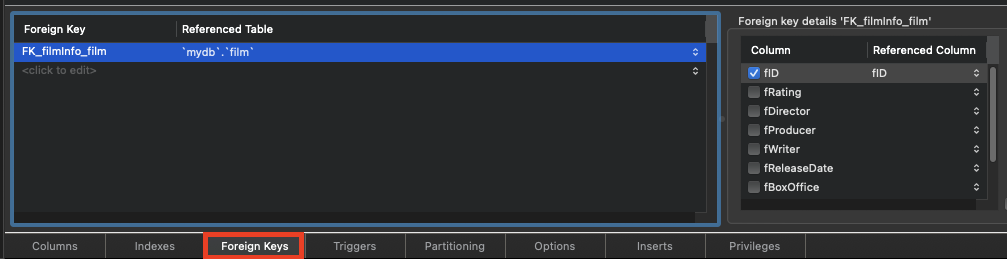 Foreign Key Referenced Table
FK_filmInfo_film `mydb`.`film`
<click to edit>
Foreign key details 'FK_filmInfo_film'
Column Referenced Column
fID fID
fRating
fDirector
fProducer
fWriter
fReleaseDate
fBoxOffice
Columns Indexes Foreign Keys Triggers Partitioning Options Inserts Privileges